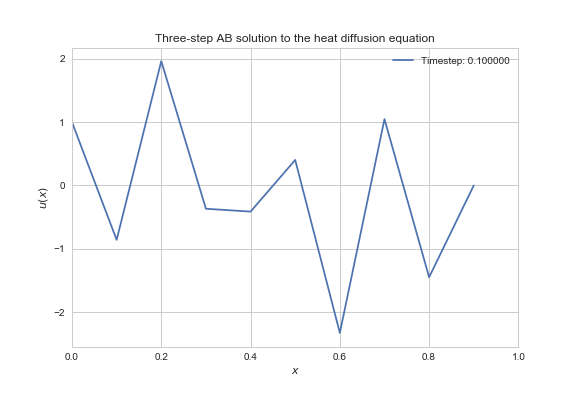 Three-step AB solution to the heat diffusion equation
Timestep: 0.100000
2
1
0
−1
−2
u(x)
0.0 0.2 0.4 0.6 0.8 1.0
x